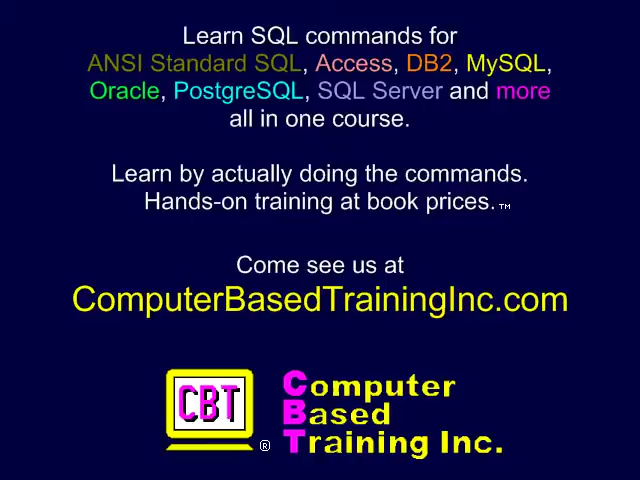 Learn SQL commands for
ANSI Standard SQL, Access, DB2, MySQL,
Oracle, PostgreSQL, SQL Server and more
all in one course.
Learn by actually doing the commands.
Hands-on training at book prices.™
Come see us at
ComputerBasedTrainingInc.com
CBT ®
Computer
Based
Training Inc.